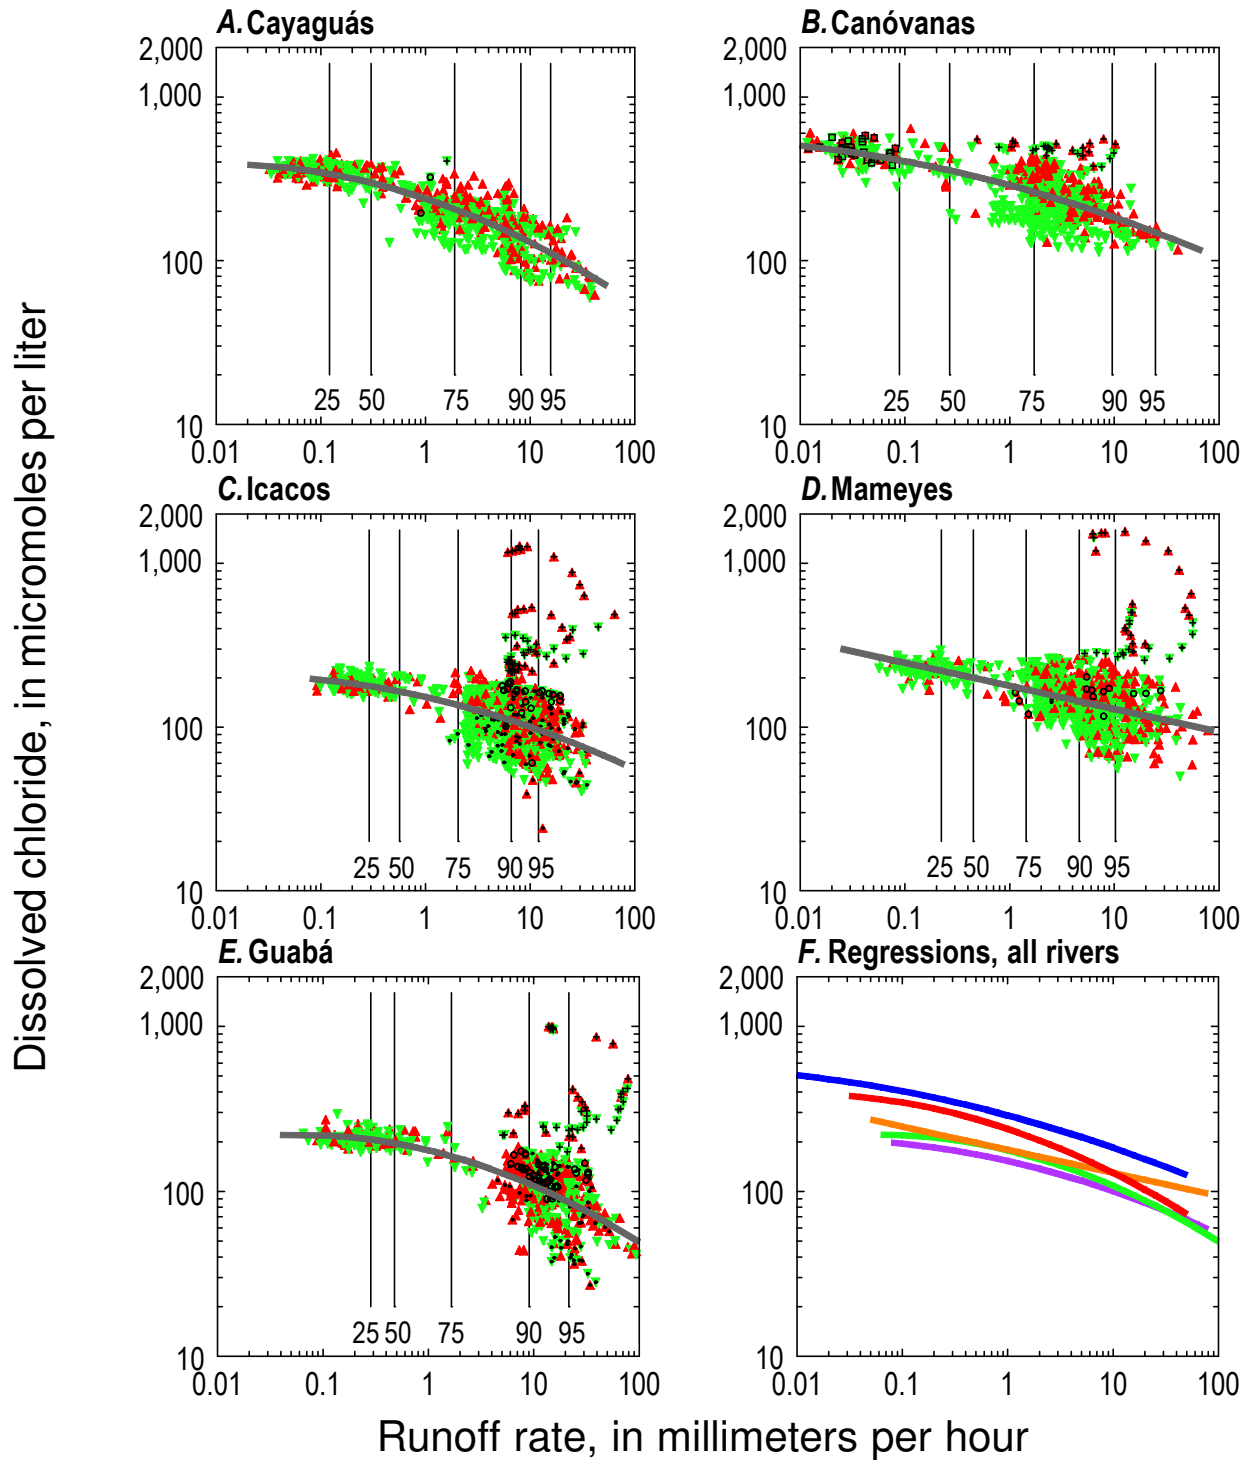 A. Cayaguás
2,000
1,000
100
10
25 50 75 90 95
0.01 0.1 1 10 100
B. Canóvanas
2,000
1,000
100
10
25 50 75 90 95
0.01 0.1 1 10 100
C. Icacos
2,000
1,000
100
10
25 50 75 90 95
0.01 0.1 1 10 100
D. Mameyes
2,000
1,000
100
10
25 50 75 90 95
0.01 0.1 1 10 100
E. Guabá
2,000
1,000
100
10
25 50 75 90 95
0.01 0.1 1 10 100
F. Regressions, all rivers
2,000
1,000
100
10
0.01 0.1 1 10 100
Dissolved chloride, in micromoles per liter
Runoff rate, in millimeters per hour